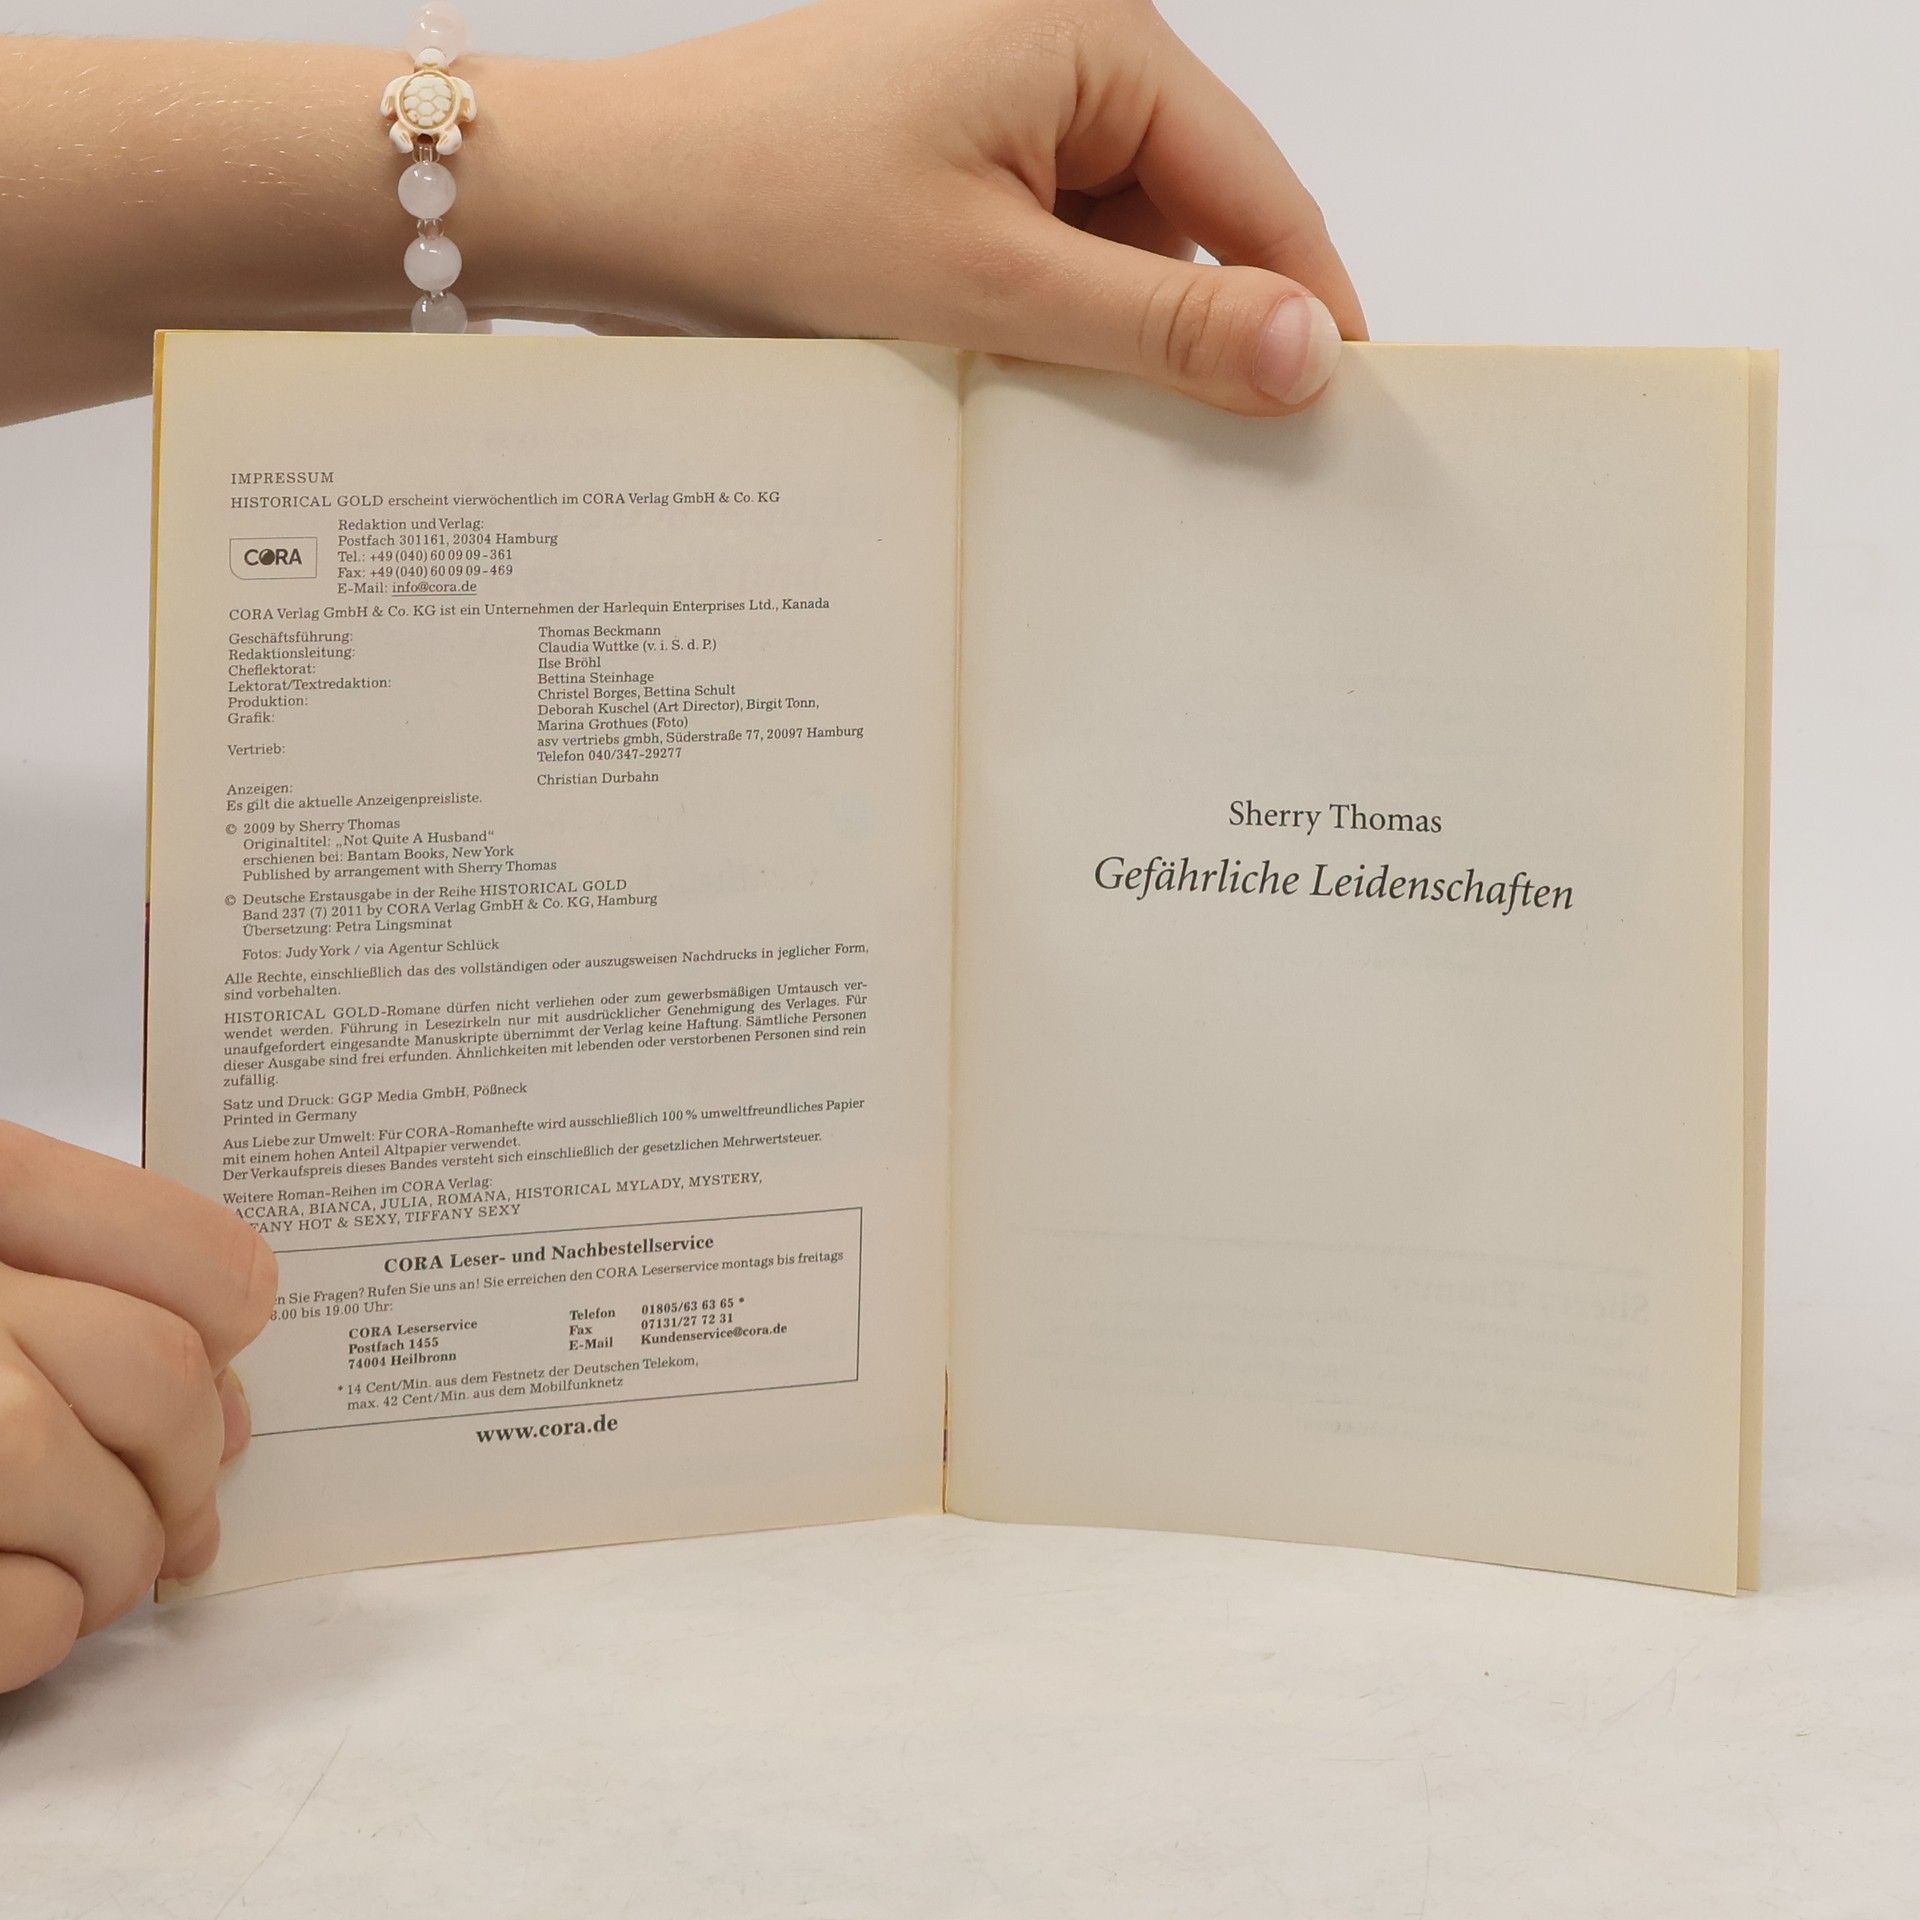 IMPRESSUM
HISTORICAL GOLD erscheint vierwöchentlich im CORA Verlag GmbH & Co. KG
CORA
Redaktion und Verlag:
Postfach 301161, 20304 Hamburg
Tel.: +49 (040) 60 09 09-361
Fax: +49 (040) 60 09 09-469
E-Mail: info@cora.de
CORA Verlag GmbH & Co. KG ist ein Unternehmen der Harlequin Enterprises Ltd., Kanada
Geschäftsführung: Thomas Beckmann
Redaktionsleitung: Claudia Wuttke (v. i. S. d. P.)
Cheflektorat: Ilse Bröhl
Lektorat/Textredaktion: Bettina Steinhage
Produktion: Christel Borges, Bettina Schult
Grafik: Deborah Kuschel (Art Director), Birgit Tonn,
Marina Grothues (Foto)
Vertrieb: asv vertriebs gmbh, Süderstraße 77, 20097 Hamburg
Telefon 040/347-29277
Anzeigen: Christian Durbahn
Es gilt die aktuelle Anzeigenpreisliste.
© 2009 by Sherry Thomas
Originaltitel: „Not Quite A Husband“
erschienen bei: Bantam Books, New York
Published by arrangement with Sherry Thomas
© Deutsche Erstausgabe in der Reihe HISTORICAL GOLD
Band 237 (7) 2011 by CORA Verlag GmbH & Co. KG, Hamburg
Übersetzung: Petra Lingsminat
Fotos: Judy York / via Agentur Schlück
Alle Rechte, einschließlich das des vollständigen oder auszugsweisen Nachdrucks in jeglicher Form,
sind vorbehalten.
HISTORICAL GOLD-Romane dürfen nicht verliehen oder zum gewerbsmäßigen Umtausch ver-
wendet werden. Führung in Lesezirkeln nur mit ausdrücklicher Genehmigung des Verlages. Für
unaufgefordert eingesandte Manuskripte übernimmt der Verlag keine Haftung. Sämtliche Personen
dieser Ausgabe sind frei erfunden. Ähnlichkeiten mit lebenden oder verstorbenen Personen sind rein
zufällig.
Satz und Druck: GGP Media GmbH, Pößneck
Printed in Germany
Aus Liebe zur Umwelt: Für CORA-Romanhefte wird ausschließlich 100 % umweltfreundliches Papier
mit einem hohen Anteil Altpapier verwendet.
Der Verkaufspreis dieses Bandes versteht sich einschließlich der gesetzlichen Mehrwertsteuer.
Weitere Roman-Reihen im CORA Verlag:
ACCARA, BIANCA, JULIA, ROMANA, HISTORICAL MYLADY, MYSTERY,
FANY HOT & SEXY, TIFFANY SEXY
CORA Leser- und Nachbestellservice
en Sie Fragen? Rufen Sie uns an! Sie erreichen den CORA Leserservice montags bis freitags
8.00 bis 19.00 Uhr:
CORA Leserservice Telefon 01805/63 63 65 *
Postfach 1455 Fax 07131/27 72 31
74004 Heilbronn E-Mail Kundenservice@cora.de
* 14 Cent/Min. aus dem Festnetz der Deutschen Telekom,
max. 42 Cent/Min. aus dem Mobilfunknetz
www.cora.de
Sherry Thomas
Gefährliche Leidenschaften